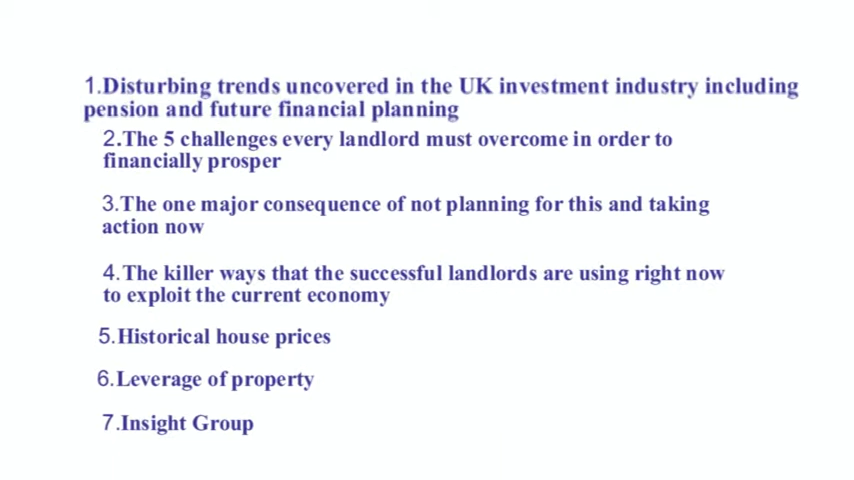 1.Disturbing trends uncovered in the UK investment industry including
pension and future financial planning
2.The 5 challenges every landlord must overcome in order to
financially prosper
3.The one major consequence of not planning for this and taking
action now
4.The killer ways that the successful landlords are using right now
to exploit the current economy
5.Historical house prices
6.Leverage of property
7.Insight Group